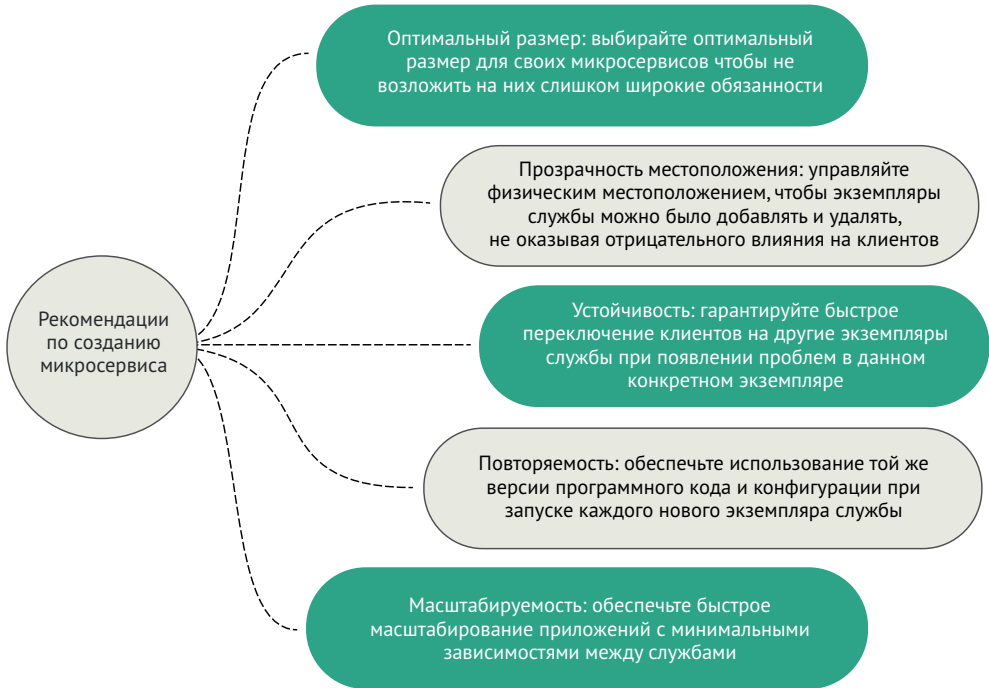 Оптимальный размер: выбирайте оптимальный
размер для своих микросервисов чтобы не
возложить на них слишком широкие обязанности
Прозрачность местоположения: управляйте
физическим местоположением, чтобы экземпляры
службы можно было добавлять и удалять,
не оказывая отрицательного влияния на клиентов
Рекомендации
по созданию
микросервиса
Устойчивость: гарантируйте быстрое
переключение клиентов на другие экземпляры
службы при появлении проблем в данном
конкретном экземпляре
Повторяемость: обеспечьте использование той же
версии программного кода и конфигурации при
запуске каждого нового экземпляра службы
Масштабируемость: обеспечьте быстрое
масштабирование приложений с минимальными
зависимостями между службами